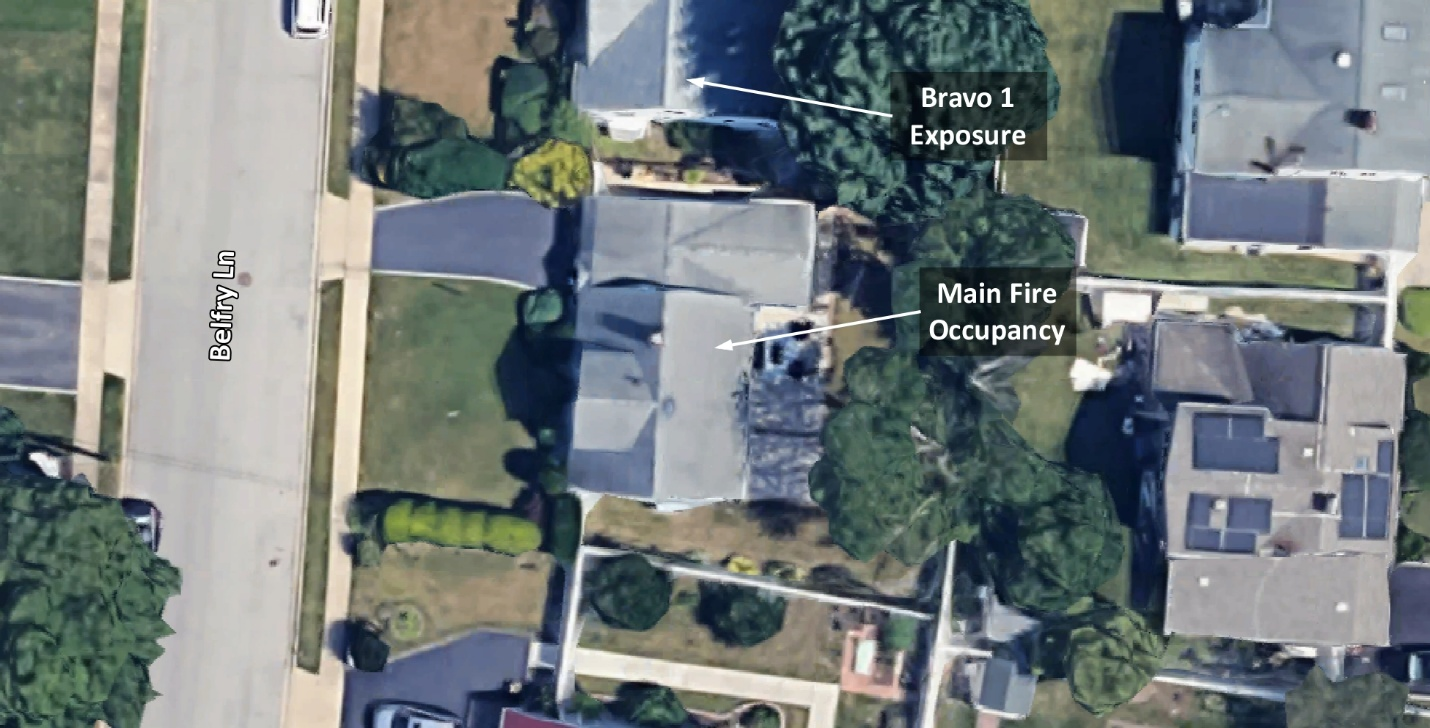 Bravo 1
Exposure
Main Fire
Occupancy
Belfry Ln